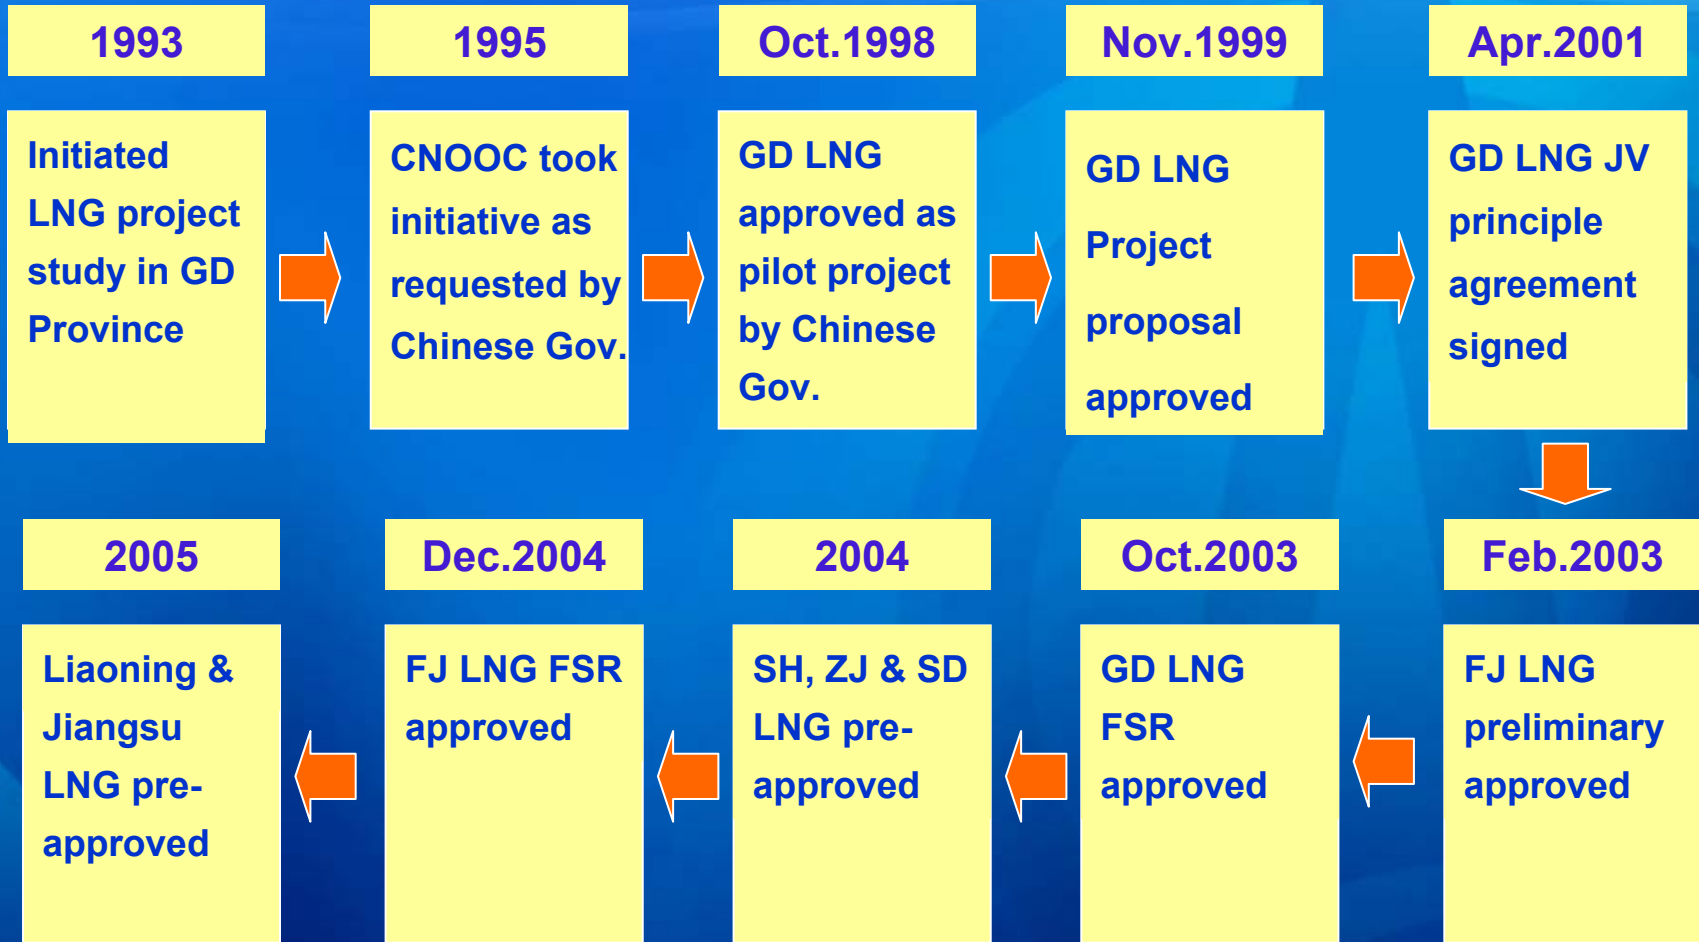 1993
Initiated
LNG project
study in GD
Province
1995
CNOOC took
initiative as
requested by
Chinese Gov.
Oct.1998
GD LNG
approved as
pilot project
by Chinese
Gov.
Nov.1999
GD LNG
Project
proposal
approved
Apr.2001
GD LNG JV
principle
agreement
signed
Feb.2003
FJ LNG
preliminary
approved
Oct.2003
GD LNG
FSR
approved
2004
SH, ZJ & SD
LNG pre-
approved
Dec.2004
FJ LNG FSR
approved
2005
Liaoning &
Jiangsu
LNG pre-
approved